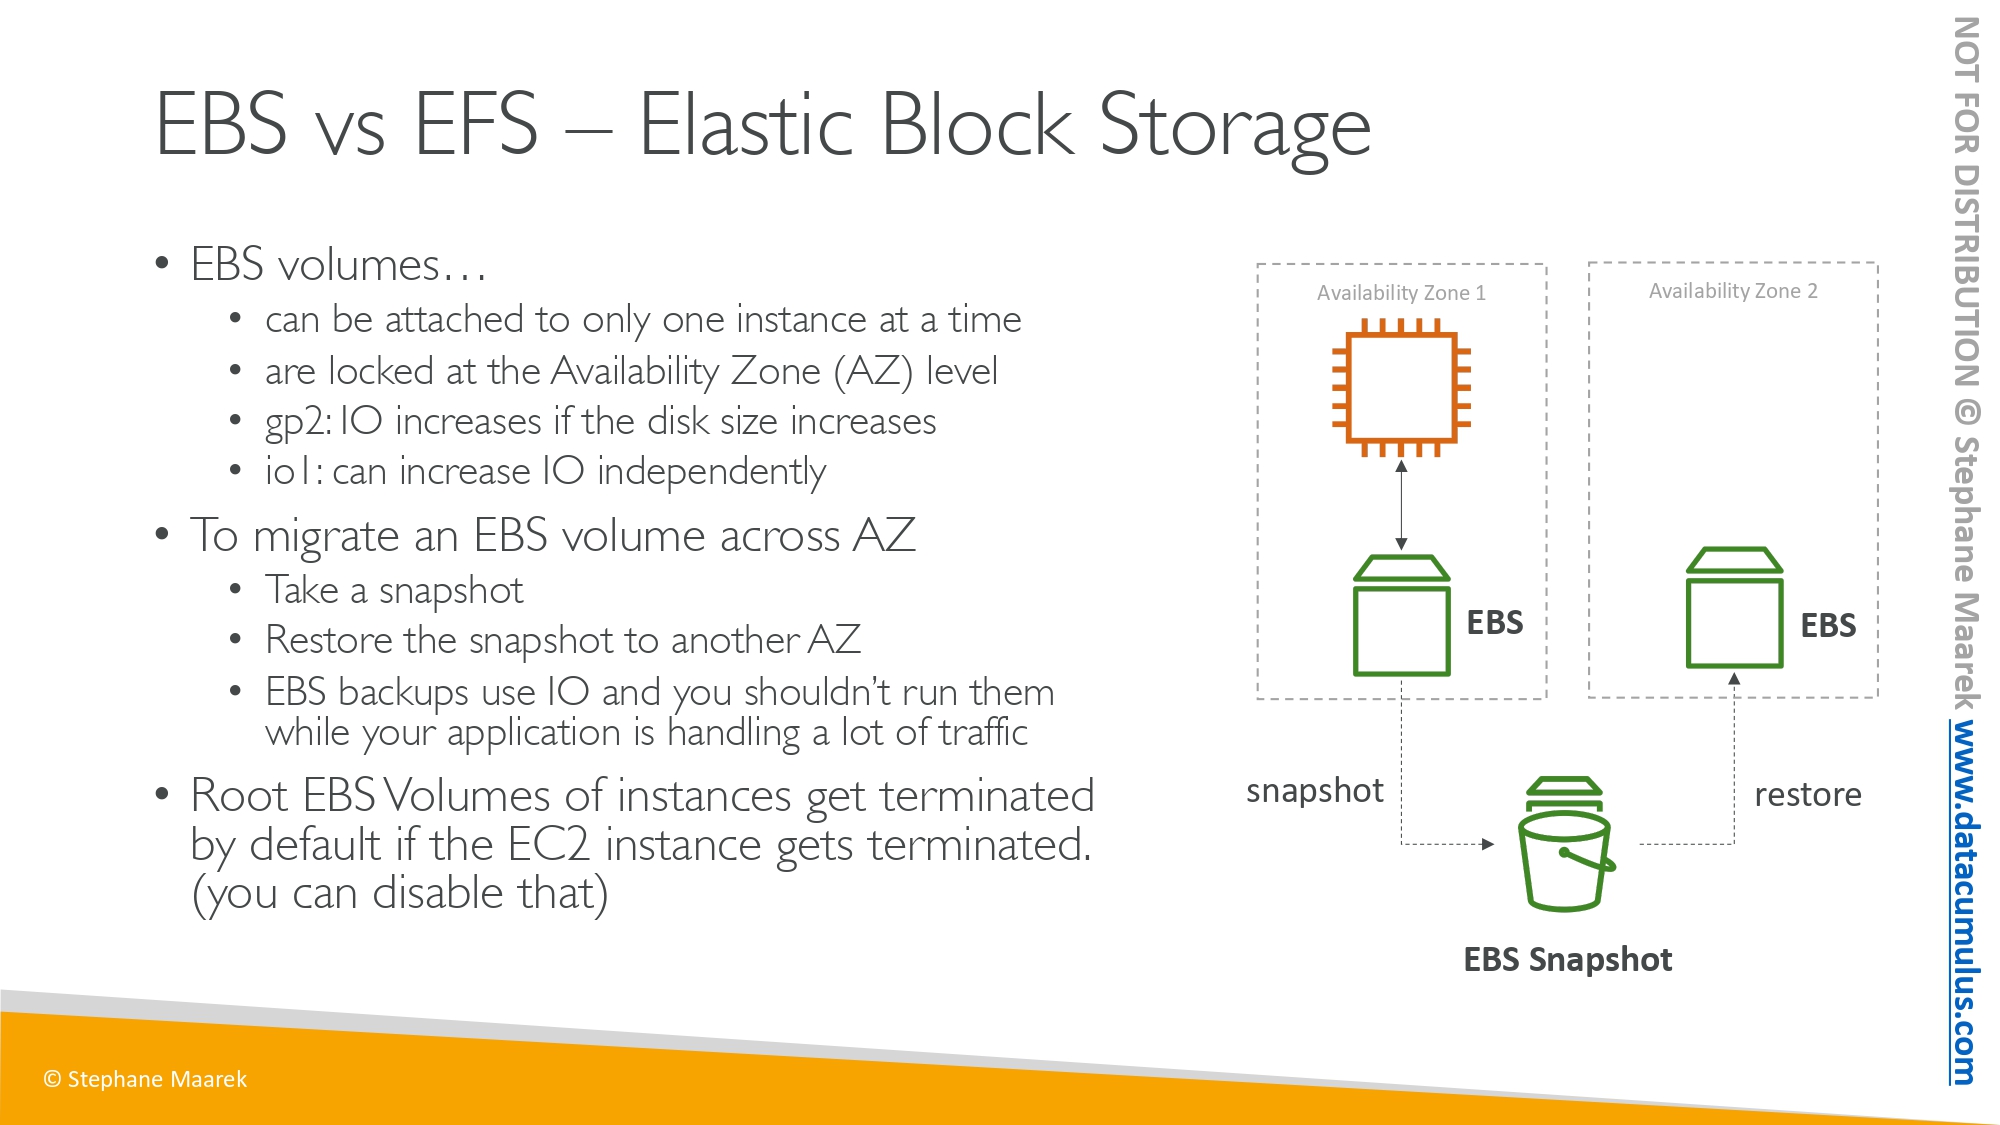 EBS vs EFS – Elastic Block Storage
• EBS volumes…
• can be attached to only one instance at a time
• are locked at the Availability Zone (AZ) level
• gp2: IO increases if the disk size increases
• io1: can increase IO independently
• To migrate an EBS volume across AZ
• Take a snapshot
• Restore the snapshot to another AZ
• EBS backups use IO and you shouldn’t run them
while your application is handling a lot of traffic
• Root EBS Volumes of instances get terminated
by default if the EC2 instance gets terminated.
(you can disable that)
Availability Zone 1
Availability Zone 2
EBS
EBS
snapshot
restore
EBS Snapshot
© Stephane Maarek
NOT FOR DISTRIBUTION © Stephane Maarek www.datacumulus.com